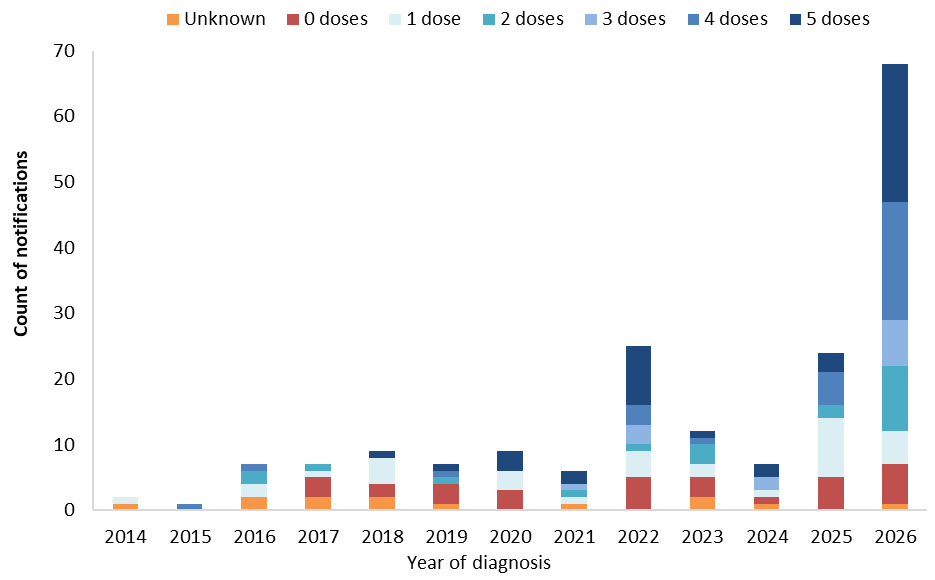 Unknown 0 doses 1 dose 2 doses 3 doses 4 doses 5 doses
Count of notifications
70
60
50
40
30
20
10
0
2014 2015 2016 2017 2018 2019 2020 2021 2022 2023 2024 2025 2026
Year of diagnosis